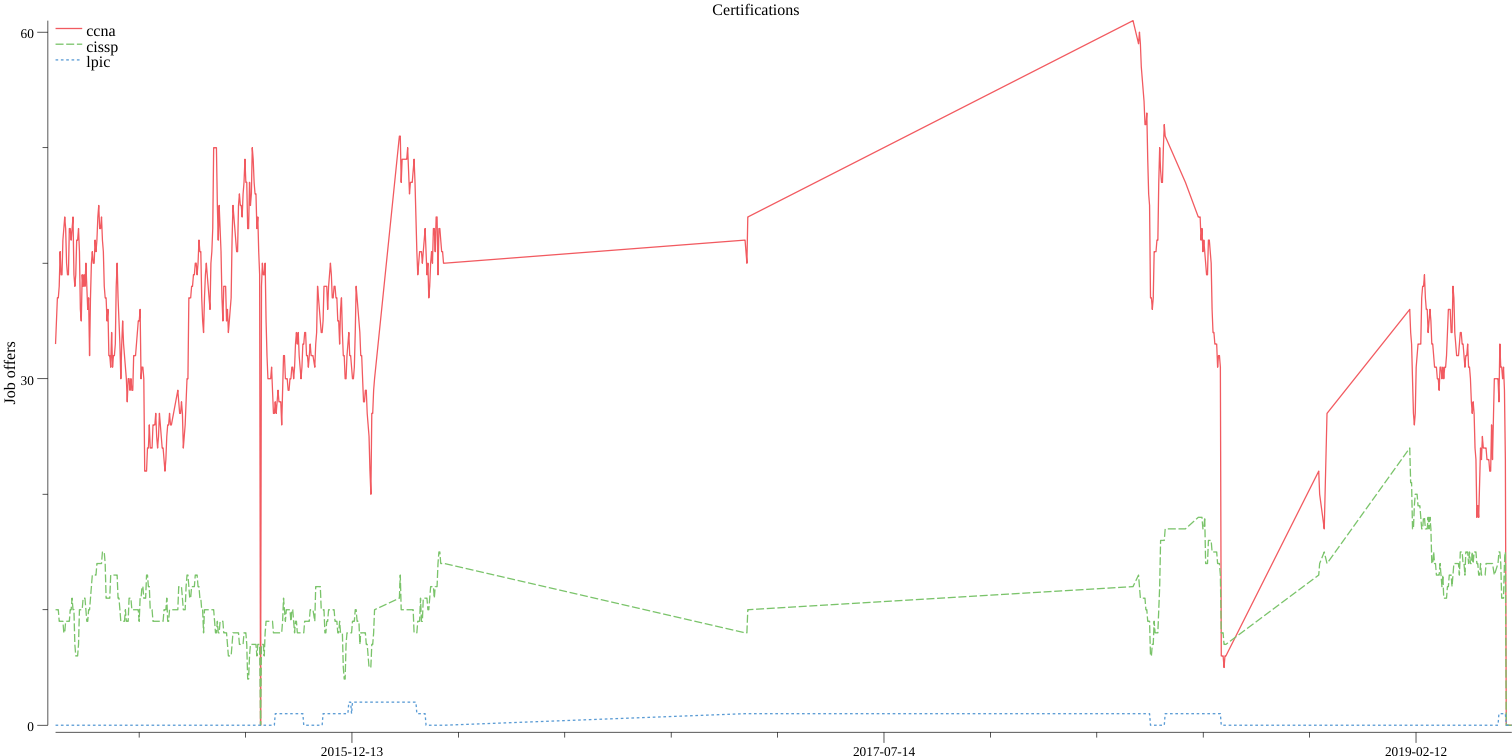 Certifications
60
ccna
cissp
lpic
Job offers
30
0
2015-12-13
2017-07-14
2019-02-12